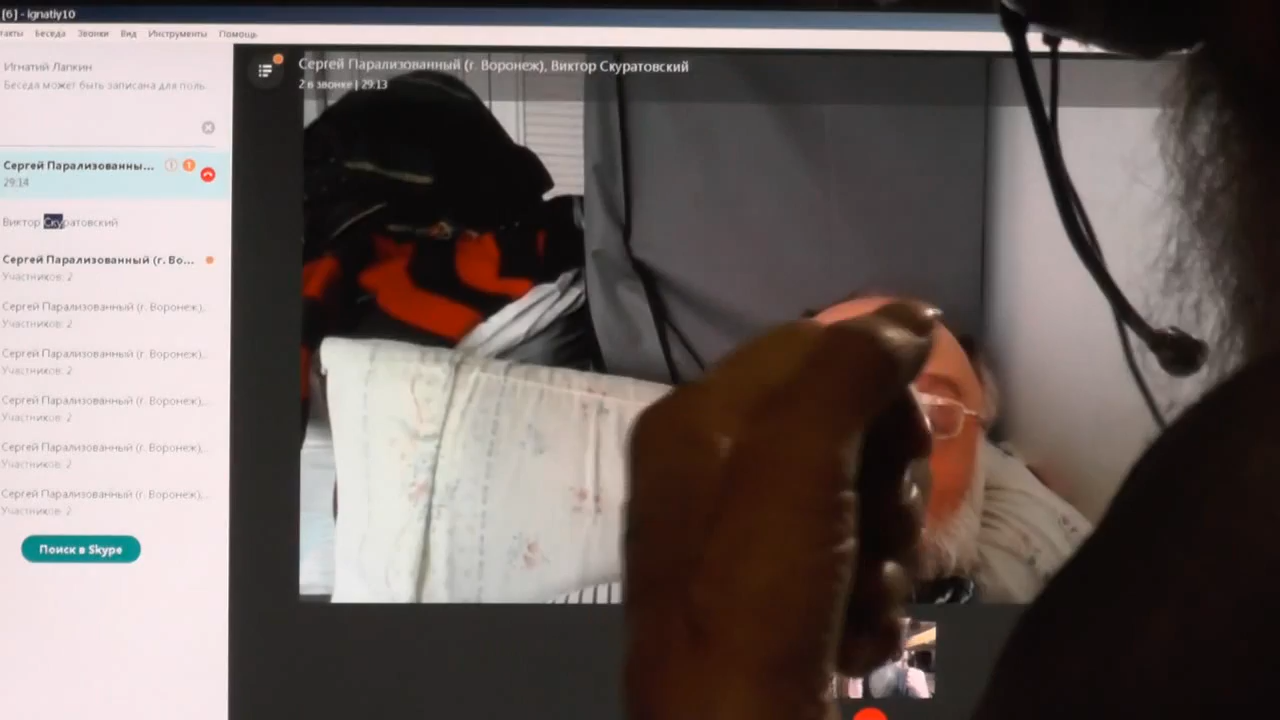 [6] - ignatiy10
такты Беседа Звонки Вид Инструменты Помощь
Игнатий Лапкин
Беседа может быть записана для поль...
Сергей Парализованны...
29:14
Виктор Скуратовский
Сергей Парализованный (г. Во...
Участников: 2
Сергей Парализованный (г. Воронеж),...
Участников: 2
Сергей Парализованный (г. Воронеж),...
Участников: 2
Сергей Парализованный (г. Воронеж),...
Участников: 2
Сергей Парализованный (г. Воронеж),...
Участников: 2
Сергей Парализованный (г. Воронеж),...
Участников: 2
Поиск в Skype
Сергей Парализованный (г. Воронеж), Виктор Скуратовский
2 в звонке | 29:13